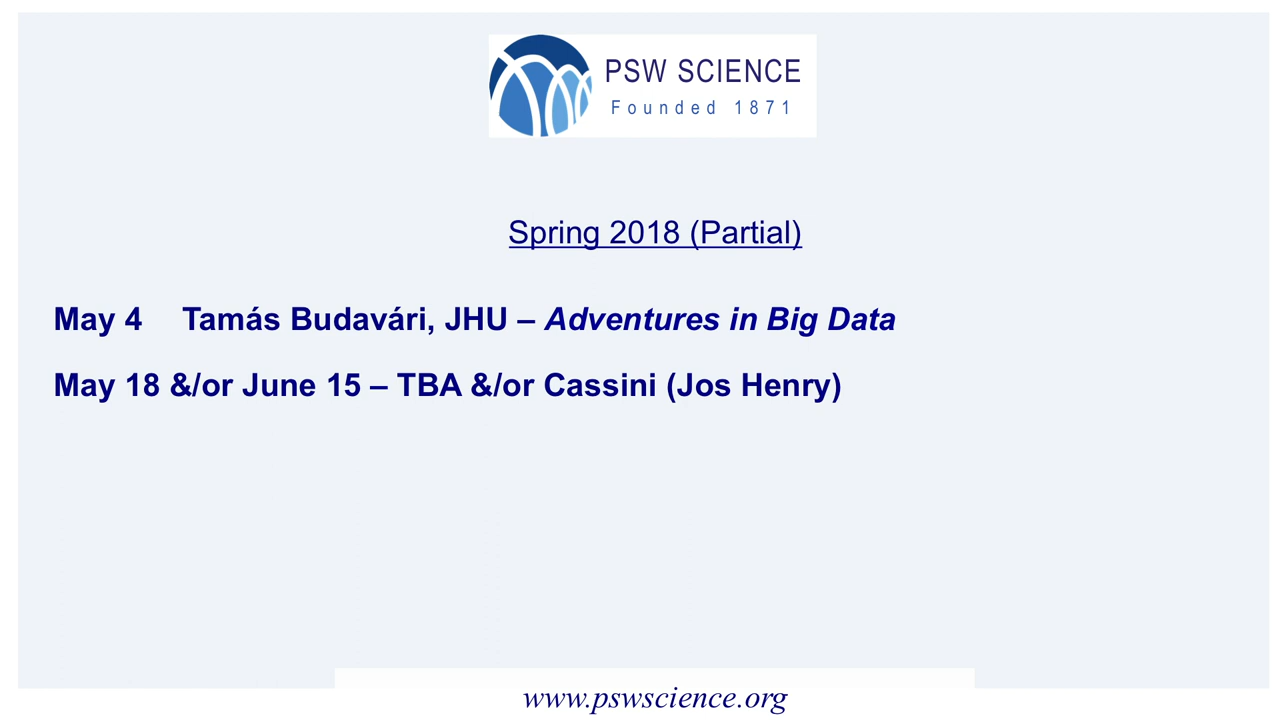 PSW SCIENCE
Founded 1871
Spring 2018 (Partial)
May 4 Tamás Budavári, JHU – Adventures in Big Data
May 18 &/or June 15 – TBA &/or Cassini (Jos Henry)
www.pswscience.org